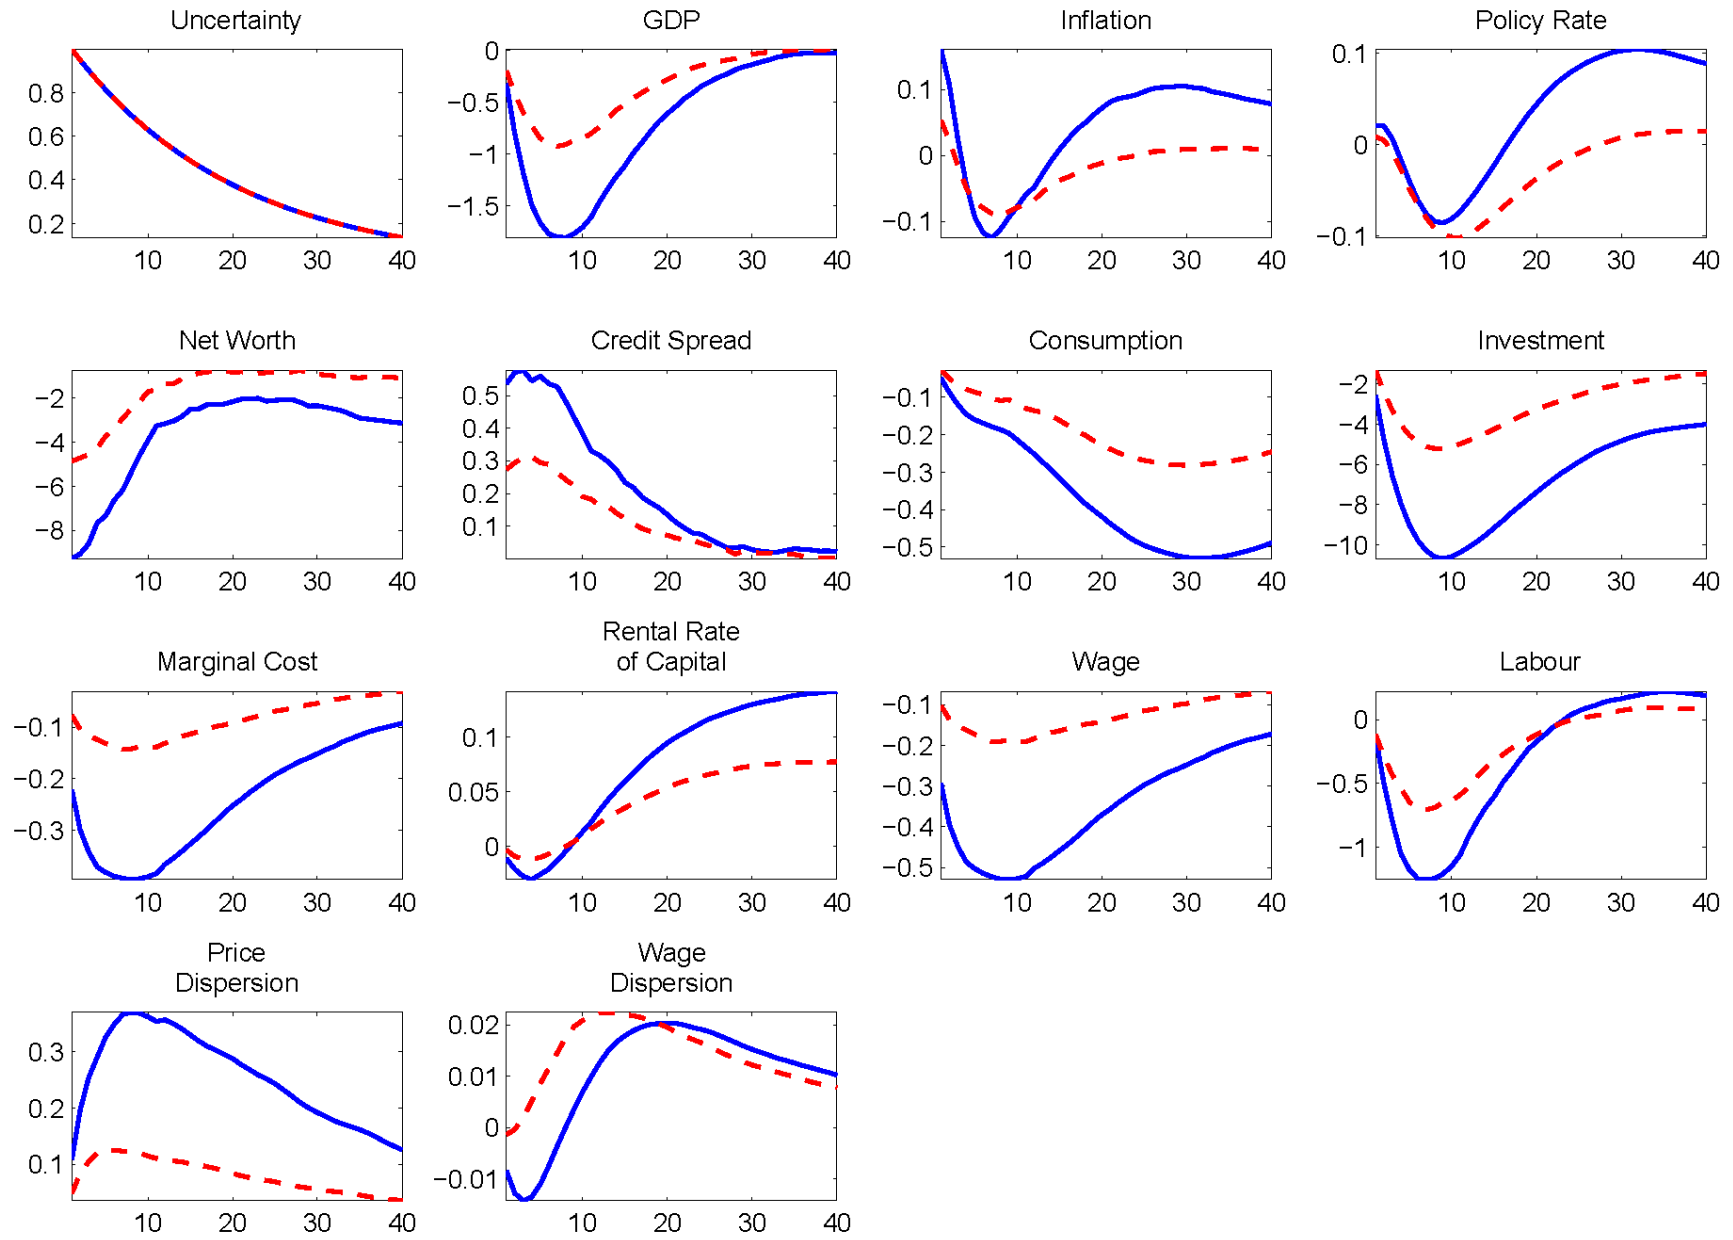 Uncertainty
0.8
0.6
0.4
0.2
10 20 30 40
GDP
0
−0.5
−1
−1.5
10 20 30 40
Inflation
0.1
0
−0.1
10 20 30 40
Policy Rate
0.1
0
−0.1
10 20 30 40
Net Worth
−2
−4
−6
−8
10 20 30 40
Credit Spread
0.5
0.4
0.3
0.2
0.1
10 20 30 40
Consumption
−0.1
−0.2
−0.3
−0.4
−0.5
10 20 30 40
Investment
−2
−4
−6
−8
−10
10 20 30 40
Marginal Cost
−0.1
−0.2
−0.3
10 20 30 40
Rental Rate
of Capital
0.1
0.05
0
10 20 30 40
Wage
−0.1
−0.2
−0.3
−0.4
−0.5
10 20 30 40
Labour
0
−0.5
−1
10 20 30 40
Price
Dispersion
0.3
0.2
0.1
10 20 30 40
Wage
Dispersion
0.02
0.01
0
−0.01
10 20 30 40